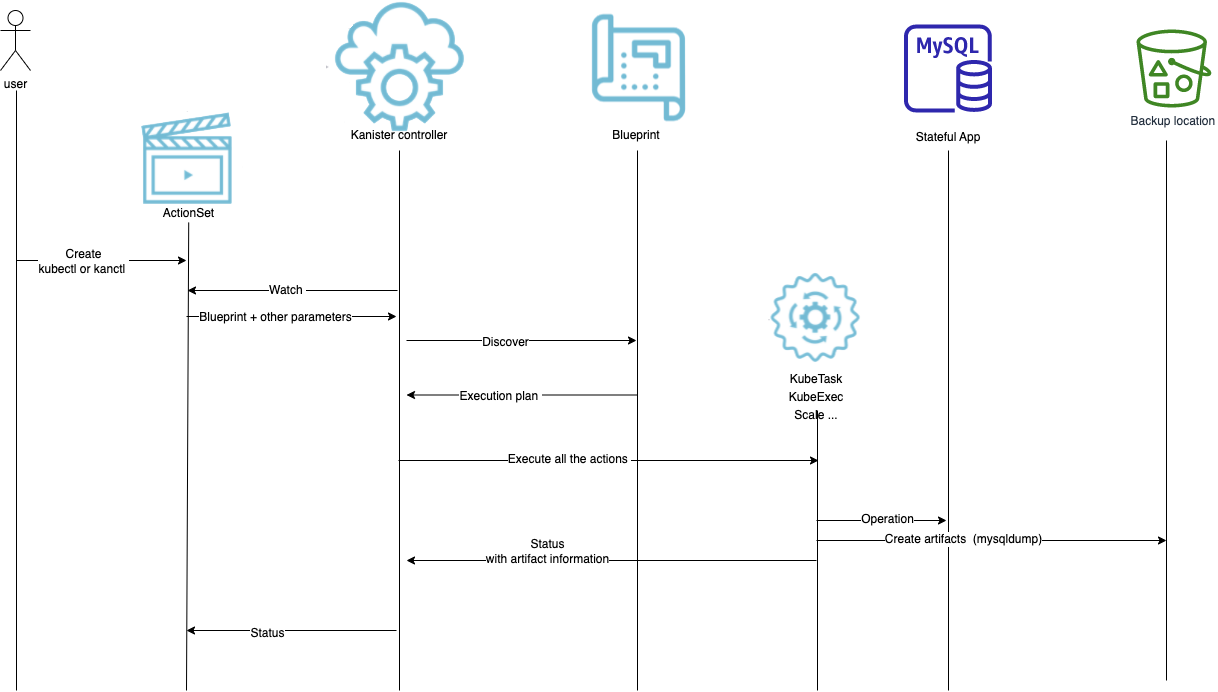 MySQL
user
Backup location
Kanister controller
Blueprint
Stateful App
ActionSet
Create
kubectl or kanctl
Watch
Blueprint + other parameters
Discover
KubeTask
KubeExec
Scale ...
Execution plan
Execute all the actions
Operation
Create artifacts (mysqldump)
Status
with artifact information
Status